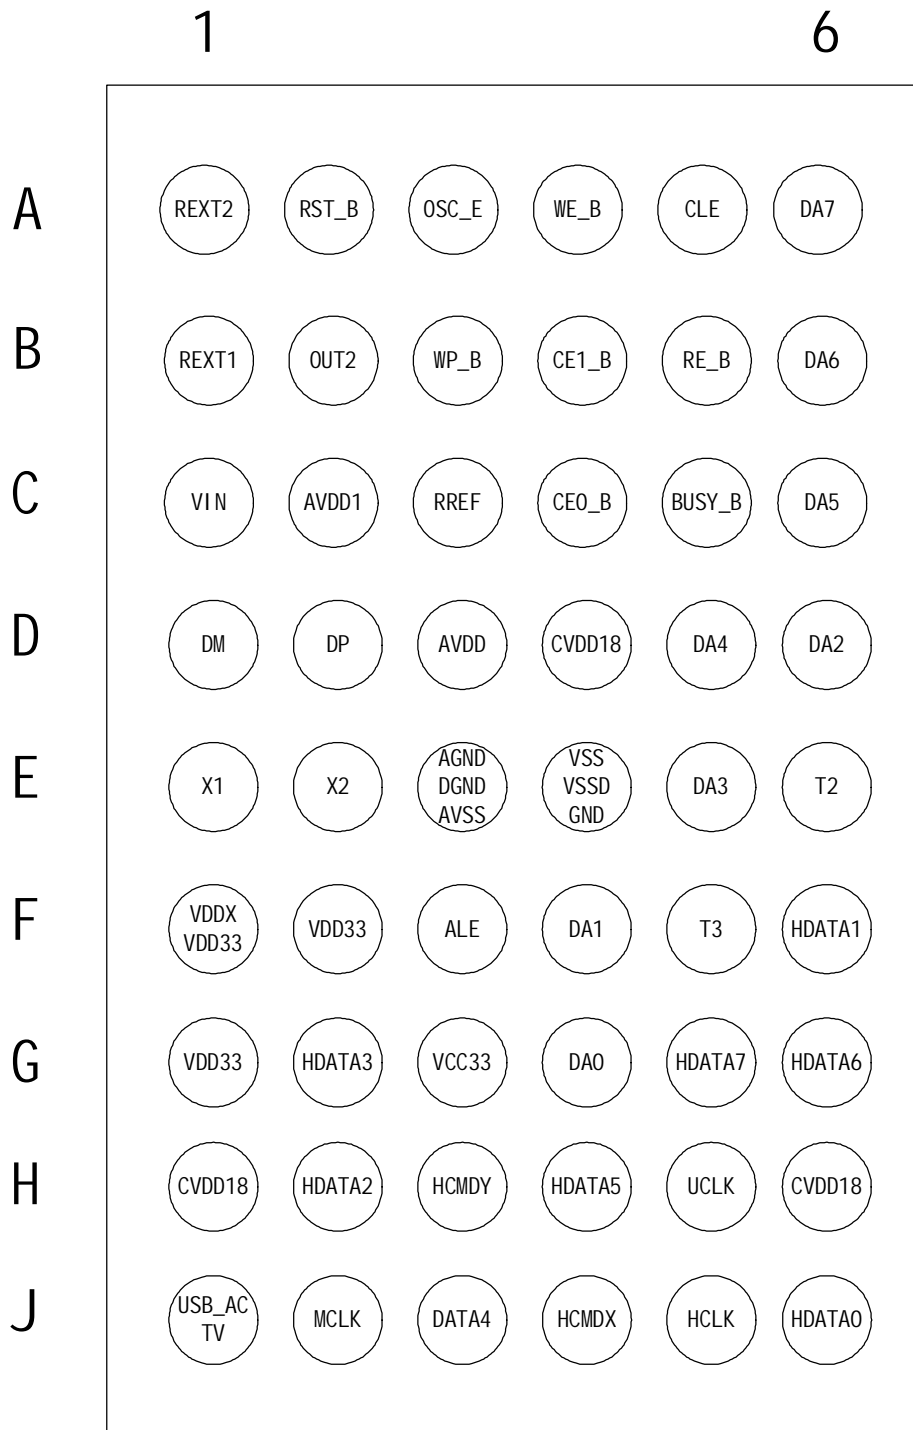 1 6
A REXT2 RST_B OSC_E WE_B CLE DA7
B REXT1 OUT2 WP_B CE1_B RE_B DA6
C VIN AVDD1 RREF CE0_B BUSY_B DA5
D DM DP AVDD CVDD18 DA4 DA2
AGND VSS
E X1 X2 DGND VSSD DA3 T2
AVSS GND
VDDX
F VDD33 VDD33 ALE DA1 T3 HDATA1
G VDD33 HDATA3 VCC33 DA0 HDATA7 HDATA6
H CVDD18 HDATA2 HCMDY HDATA5 UCLK CVDD18
USB_AC
J TV MCLK DATA4 HCMDX HCLK HDATA0